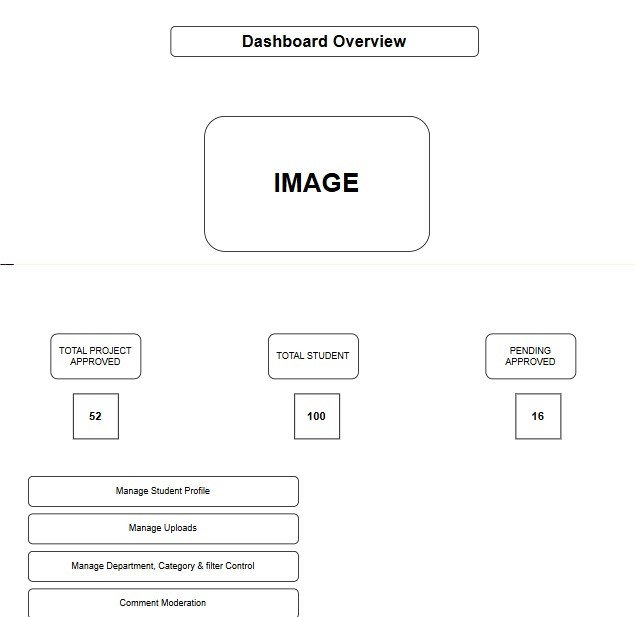 Dashboard Overview
IMAGE
TOTAL PROJECT
APPROVED
TOTAL STUDENT
PENDING
APPROVED
52
100
16
Manage Student Profile
Manage Uploads
Manage Department, Category & filter Control
Comment Moderation